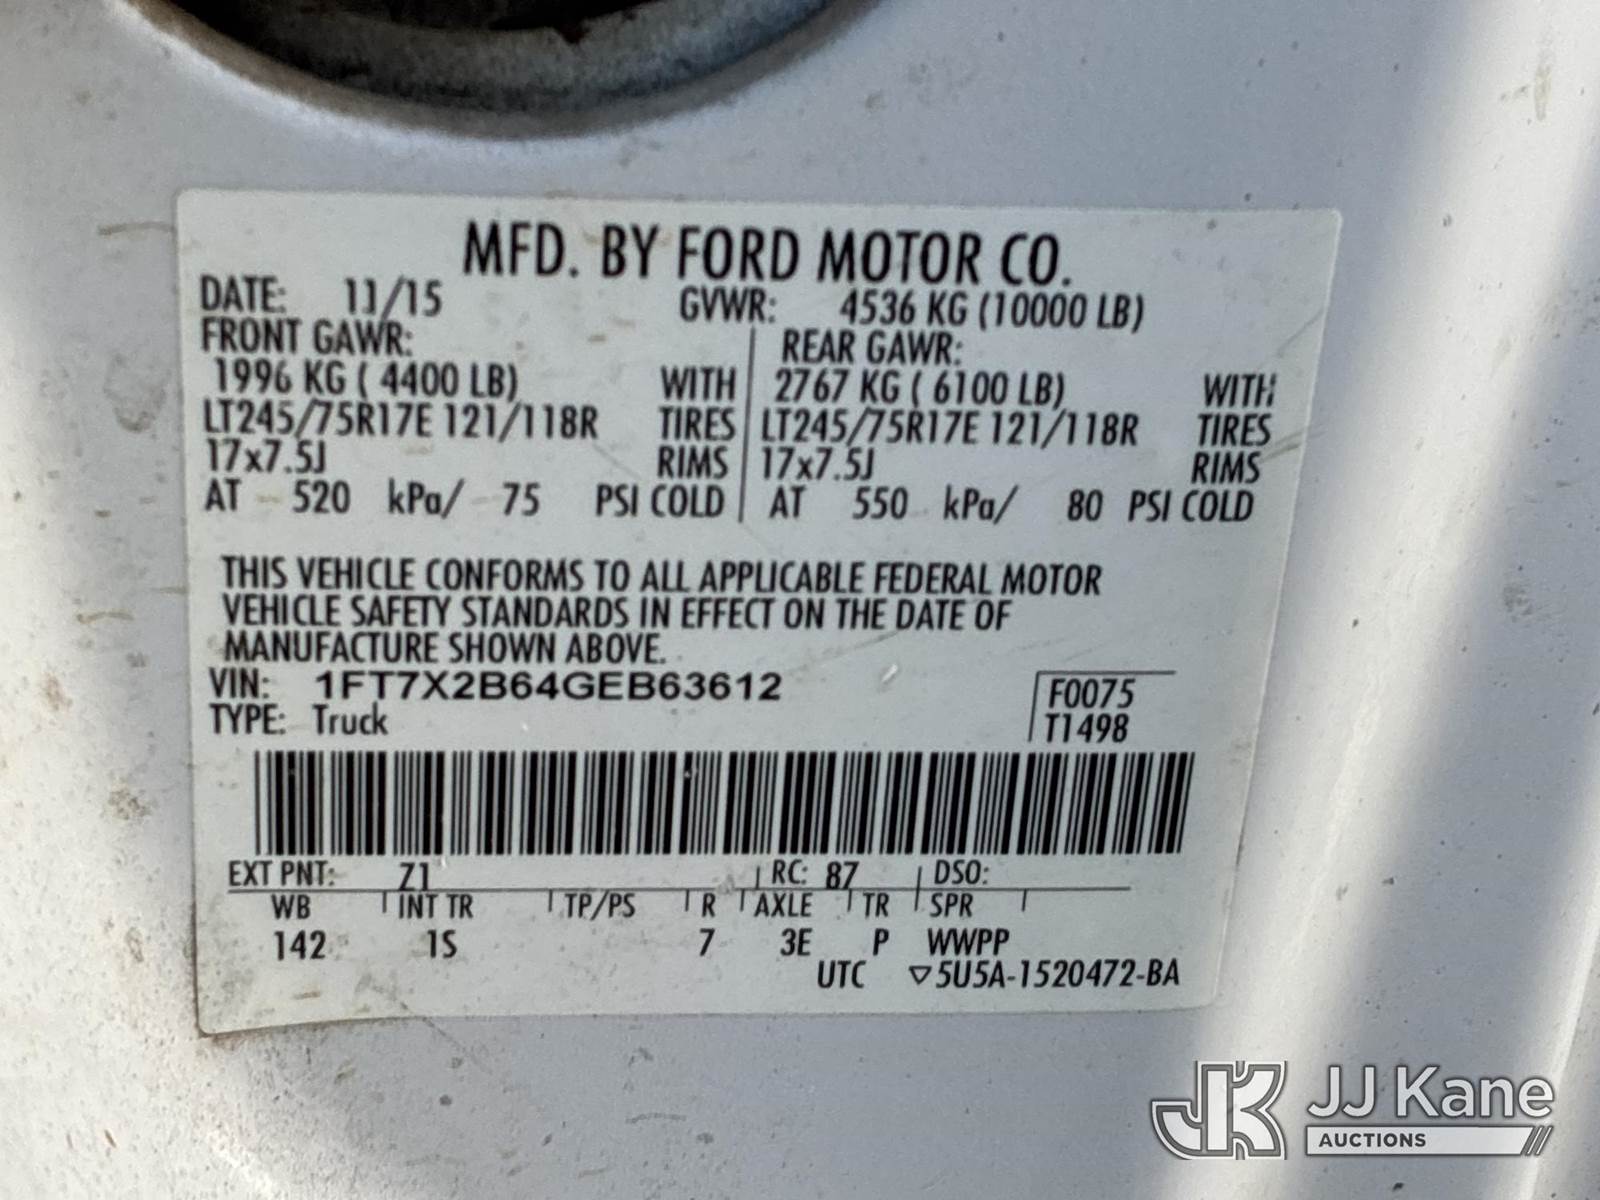 MFD. BY FORD MOTOR CO.
DATE: 11/15 GVWR: 4536 KG (10000 LB)
FRONT GAWR: REAR GAWR:
1996 KG ( 4400 LB) WITH 2767 KG ( 6100 LB) WITH
LT245/75R17E 121/118R TIRES LT245/75R17E 121/118R TIRES
17x7.5J RIMS 17x7.5J RIMS
AT 520 kPa/ 75 PSI COLD AT 550 kPa/ 80 PSI COLD
THIS VEHICLE CONFORMS TO ALL APPLICABLE FEDERAL MOTOR
VEHICLE SAFETY STANDARDS IN EFFECT ON THE DATE OF
MANUFACTURE SHOWN ABOVE.
VIN: 1FT7X2B64GEB63612 F0075
TYPE: Truck T1498
EXT PNT: Z1 RC: 87 DSO:
WB INT TR TP/PS R AXLE TR SPR
142 1S 7 3E P WWPP
UTC ▽5U5A-1520472-BA
JK JJ Kane
AUCTIONS